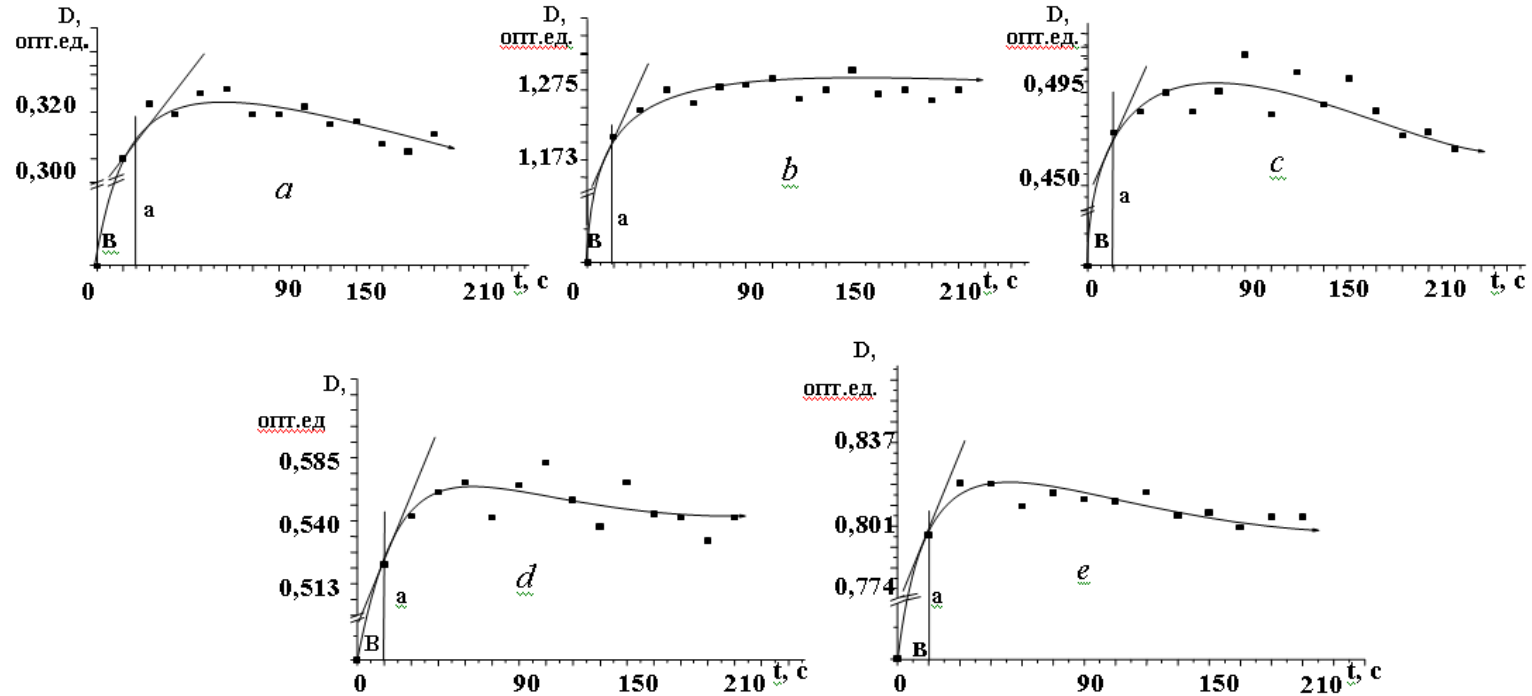 D,
опт.ед.
0,320
0,300
a
a
B
0
90
150
210
t, c
D,
опт.ед.
1,275
1,173
b
a
B
0
90
150
210
t, c
D,
опт.ед.
0,495
0,450
c
a
B
0
90
150
210
t, c
D,
опт.ед
0,585
0,540
0,513
d
a
B
0
90
150
210
t, c
D,
опт.ед.
0,837
0,801
0,774
e
a
B
0
90
150
210
t, c